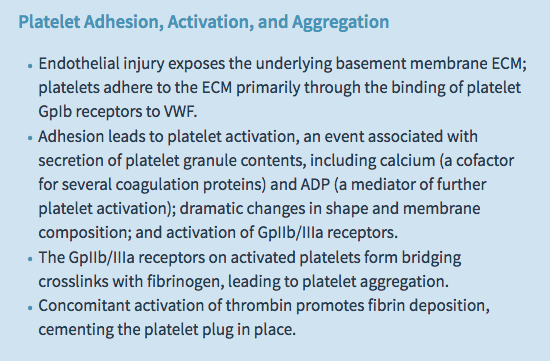 Platelet Adhesion, Activation, and Aggregation
• Endothelial injury exposes the underlying basement membrane ECM;
platelets adhere to the ECM primarily through the binding of platelet
GpIb receptors to VWF.
• Adhesion leads to platelet activation, an event associated with
secretion of platelet granule contents, including calcium (a cofactor
for several coagulation proteins) and ADP (a mediator of further
platelet activation); dramatic changes in shape and membrane
composition; and activation of GpIIb/IIIa receptors.
• The GpIIb/IIIa receptors on activated platelets form bridging
crosslinks with fibrinogen, leading to platelet aggregation.
• Concomitant activation of thrombin promotes fibrin deposition,
cementing the platelet plug in place.